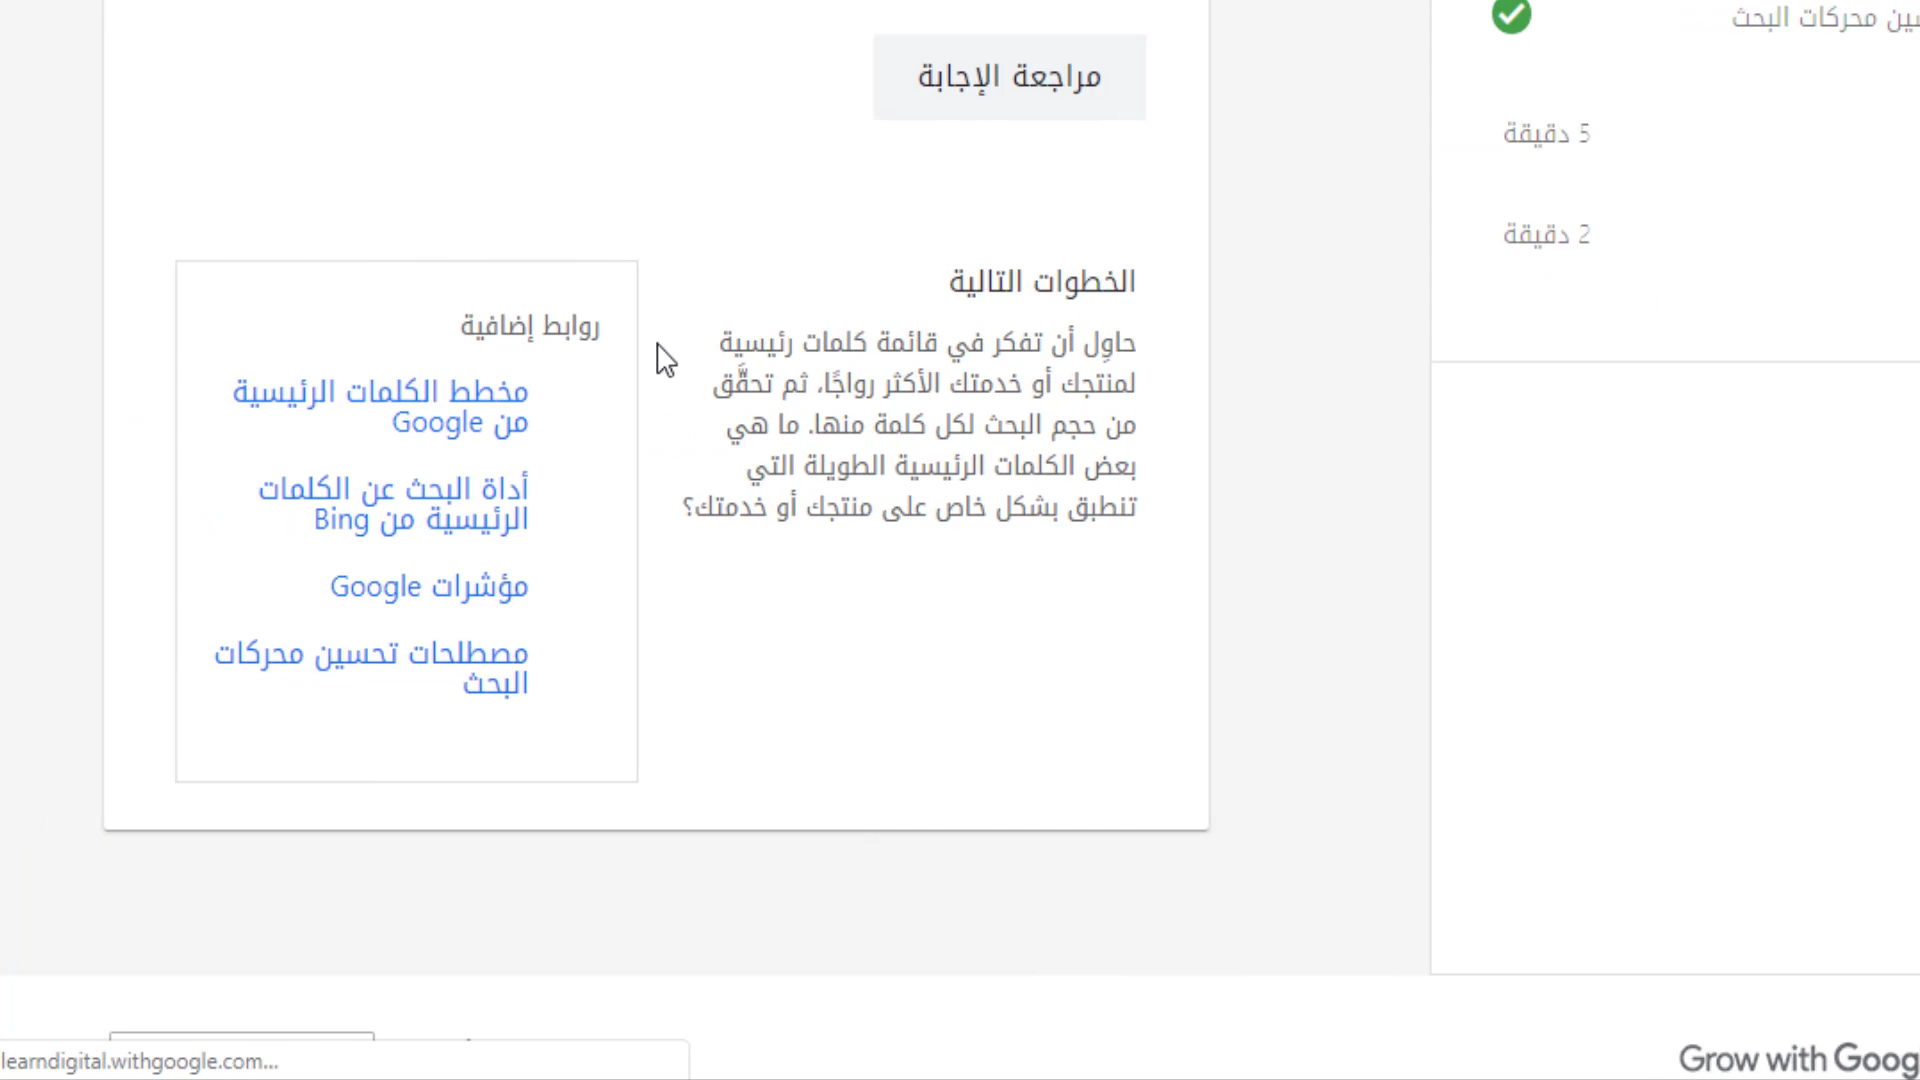 سين محركات البحث
5 دقيقة
2 دقيقة
مراجعة الإجابة
الخطوات التالية
حاوِل أن تفكر في قائمة كلمات رئيسية
لمنتجك أو خدمتك الأكثر رواجًا، ثم تحقَّق
من حجم البحث لكل كلمة منها. ما هي
بعض الكلمات الرئيسية الطويلة التي
تنطبق بشكل خاص على منتجك أو خدمتك؟
روابط إضافية
مخطط الكلمات الرئيسية
من Google
أداة البحث عن الكلمات
الرئيسية من Bing
مؤشرات Google
مصطلحات تحسين محركات
البحث
learndigital.withgoogle.com...
Grow with Goog